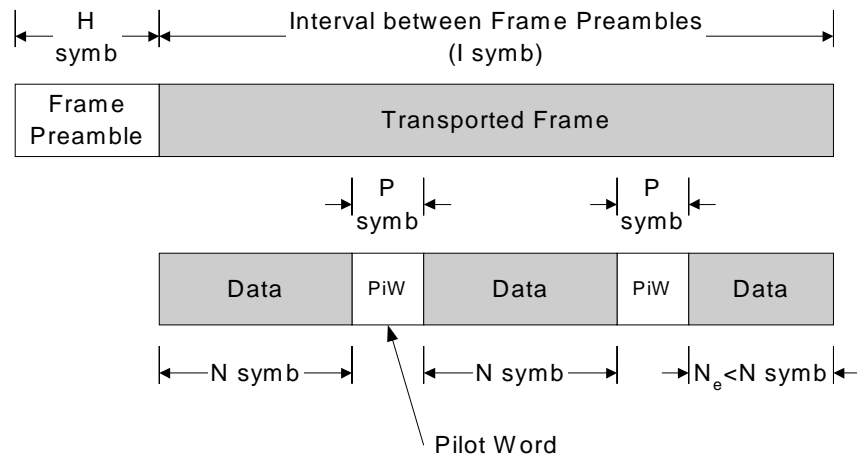 H
symb
Interval between Frame Preambles
(I symb)
Frame
Preamble
Transported Frame
P
symb
P
symb
Data
PiW
Data
PiW
Data
N symb
N symb
Ne<N symb
Pilot Word